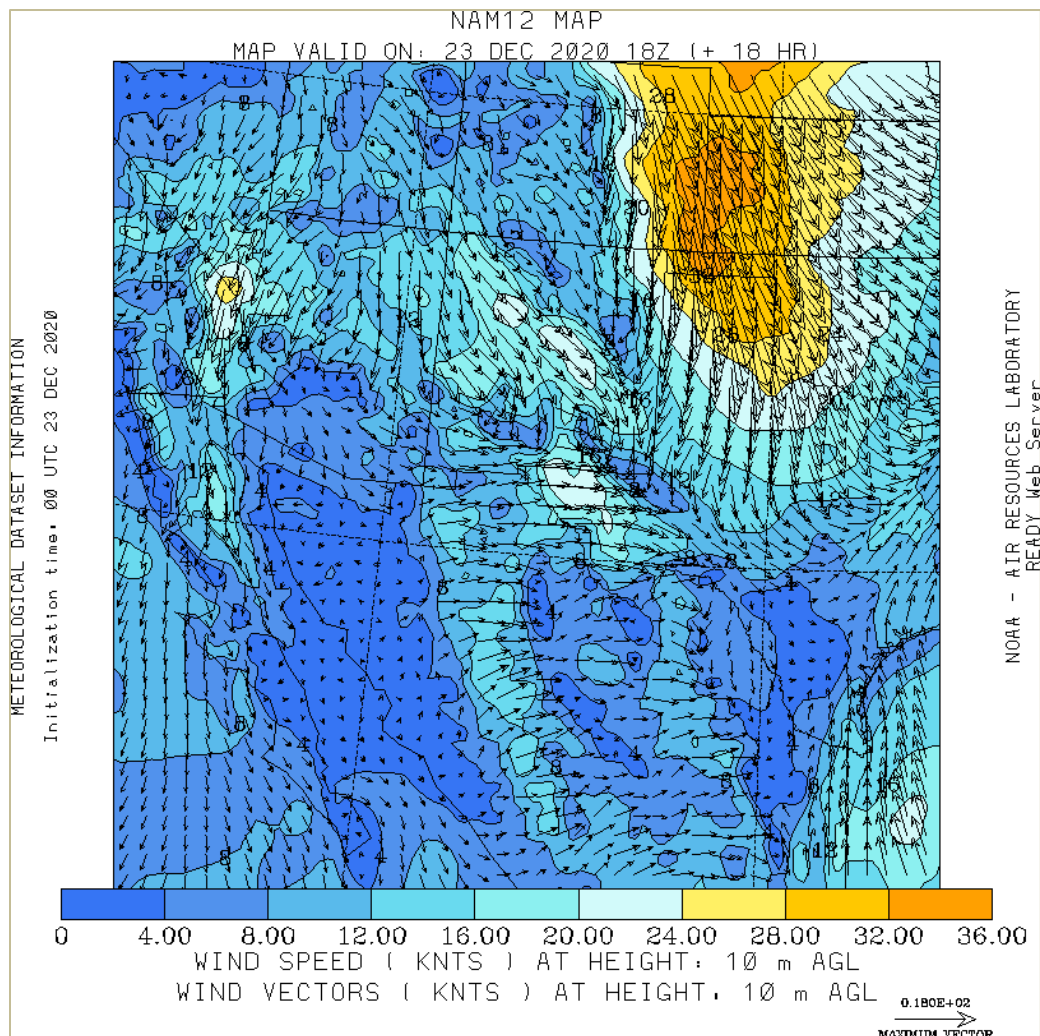 NAM12 MAP
MAP VALID ON: 23 DEC 2020 18Z (+ 18 HR)
METEOROLOGICAL DATASET INFORMATION
Initialization time: 00 UTC 23 DEC 2020
NOAA - AIR RESOURCES LABORATORY
READY Web Server
0 4.00 8.00 12.00 16.00 20.00 24.00 28.00 32.00 36.00
WIND SPEED ( KNTS ) AT HEIGHT: 10 m AGL
WIND VECTORS ( KNTS ) AT HEIGHT: 10 m AGL
0.180E+02
MAXIMUM VECTOR